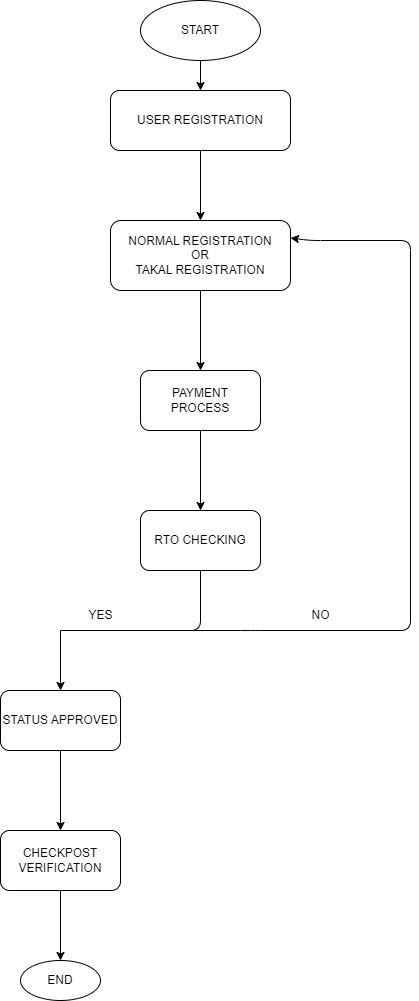 START
USER REGISTRATION
NORMAL REGISTRATION
OR
TAKAL REGISTRATION
PAYMENT
PROCESS
RTO CHECKING
YES
NO
STATUS APPROVED
CHECKPOST
VERIFICATION
END